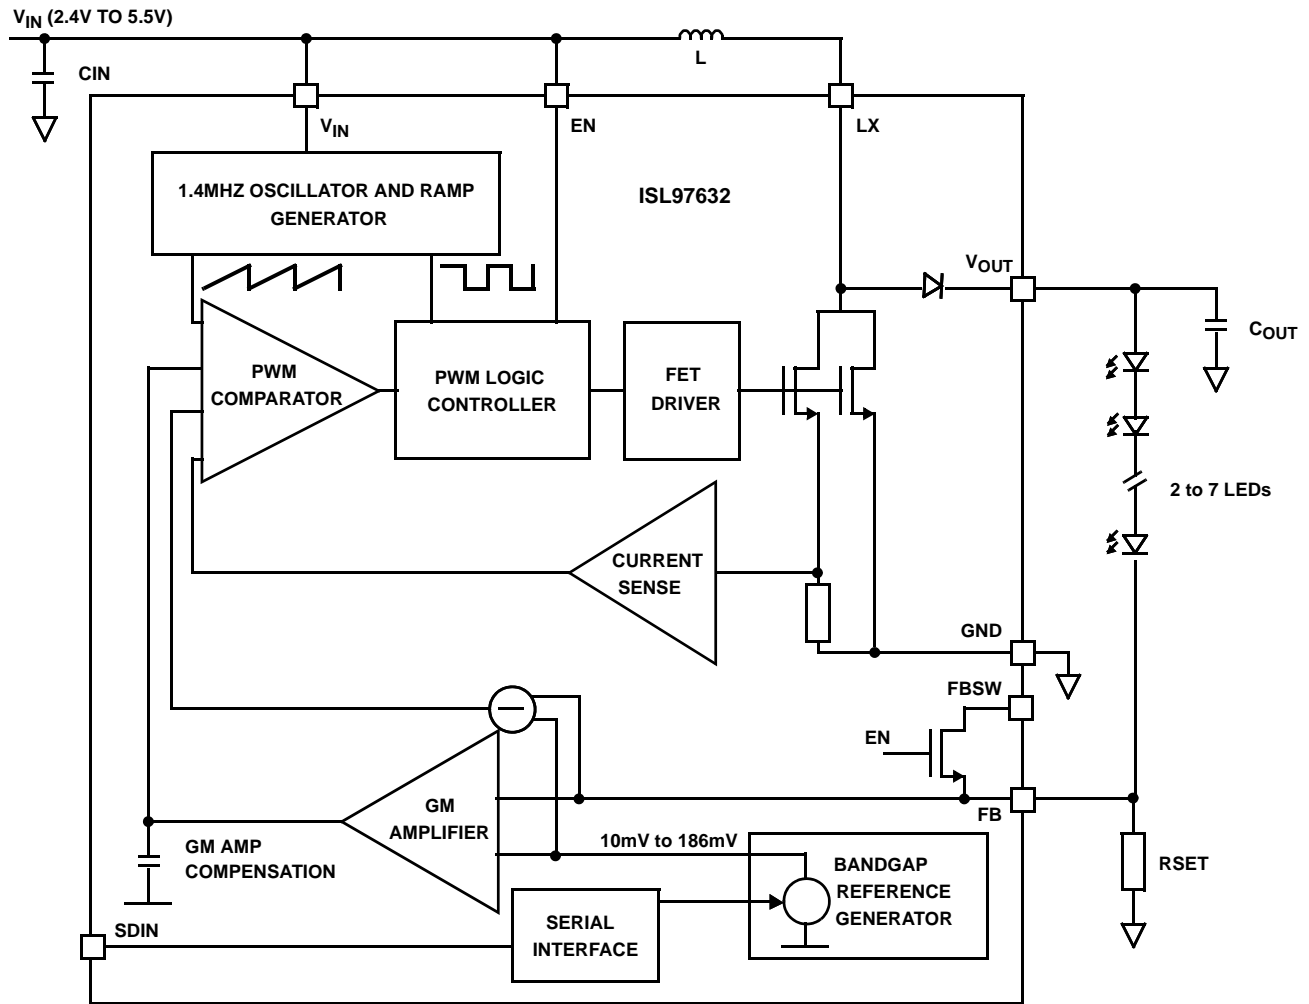 VIN (2.4V TO 5.5V)
CIN
L
VIN
EN
LX
1.4MHZ OSCILLATOR AND RAMP
GENERATOR
ISL97632
VOUT
COUT
PWM
COMPARATOR
PWM LOGIC
CONTROLLER
FET
DRIVER
2 to 7 LEDs
CURRENT
SENSE
GND
FBSW
EN
FB
GM
AMPLIFIER
GM AMP
COMPENSATION
10mV to 186mV
BANDGAP
REFERENCE
GENERATOR
RSET
SERIAL
INTERFACE
SDIN